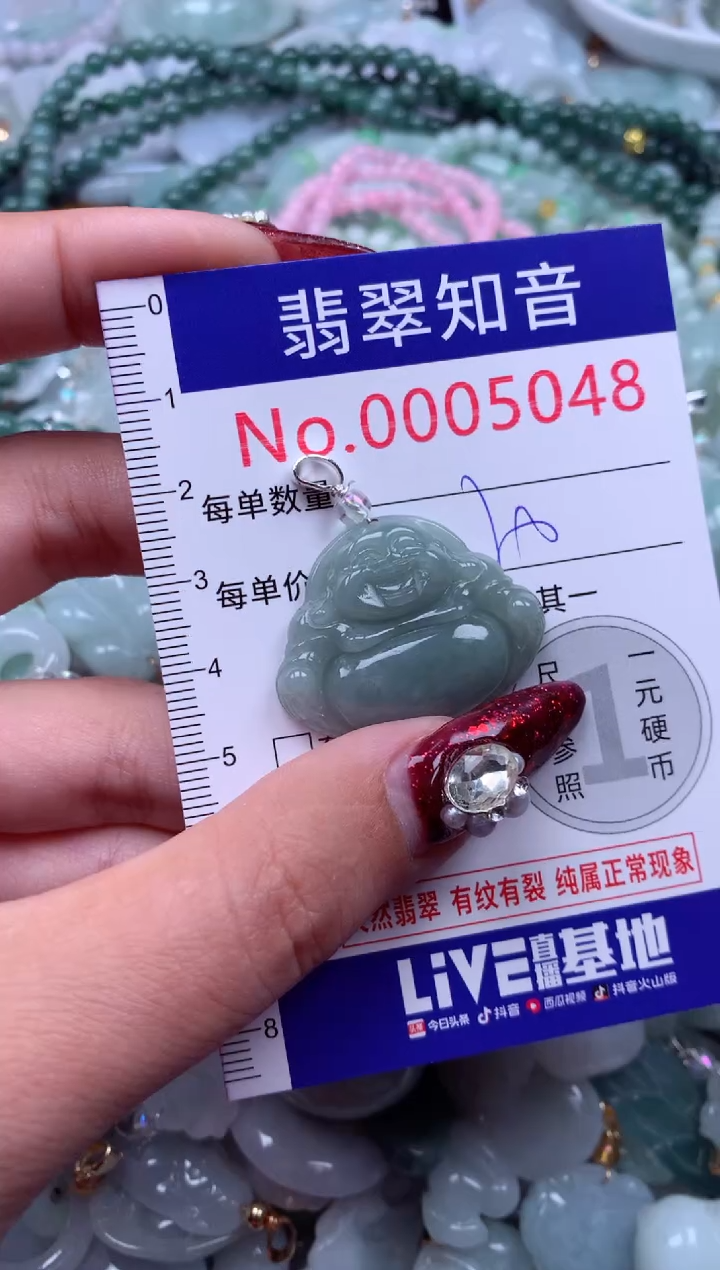 翡翠知音
No.0005048
每单数量
每单价
其一
0
1
2
3
4
5
8
一元硬币
尺
参照
1
然翡翠 有纹有裂 纯属正常现象
LiVE直播基地
今日头条 抖音 西瓜视频 抖音火山版